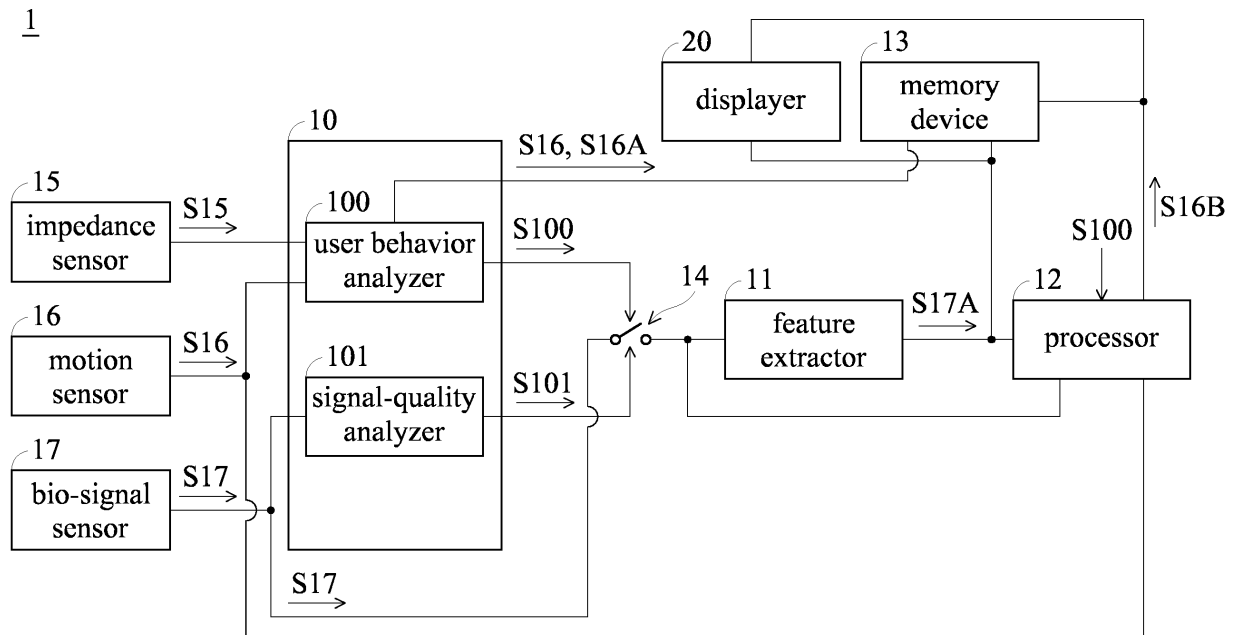 1
20
displayer
13
memory
device
10
S16, S16A
15
impedance
sensor
S15
100
user behavior
analyzer
S100
14
11
feature
extractor
S17A
S100
12
processor
S16B
16
motion
sensor
S16
101
signal-quality
analyzer
S101
17
bio-signal
sensor
S17
S17